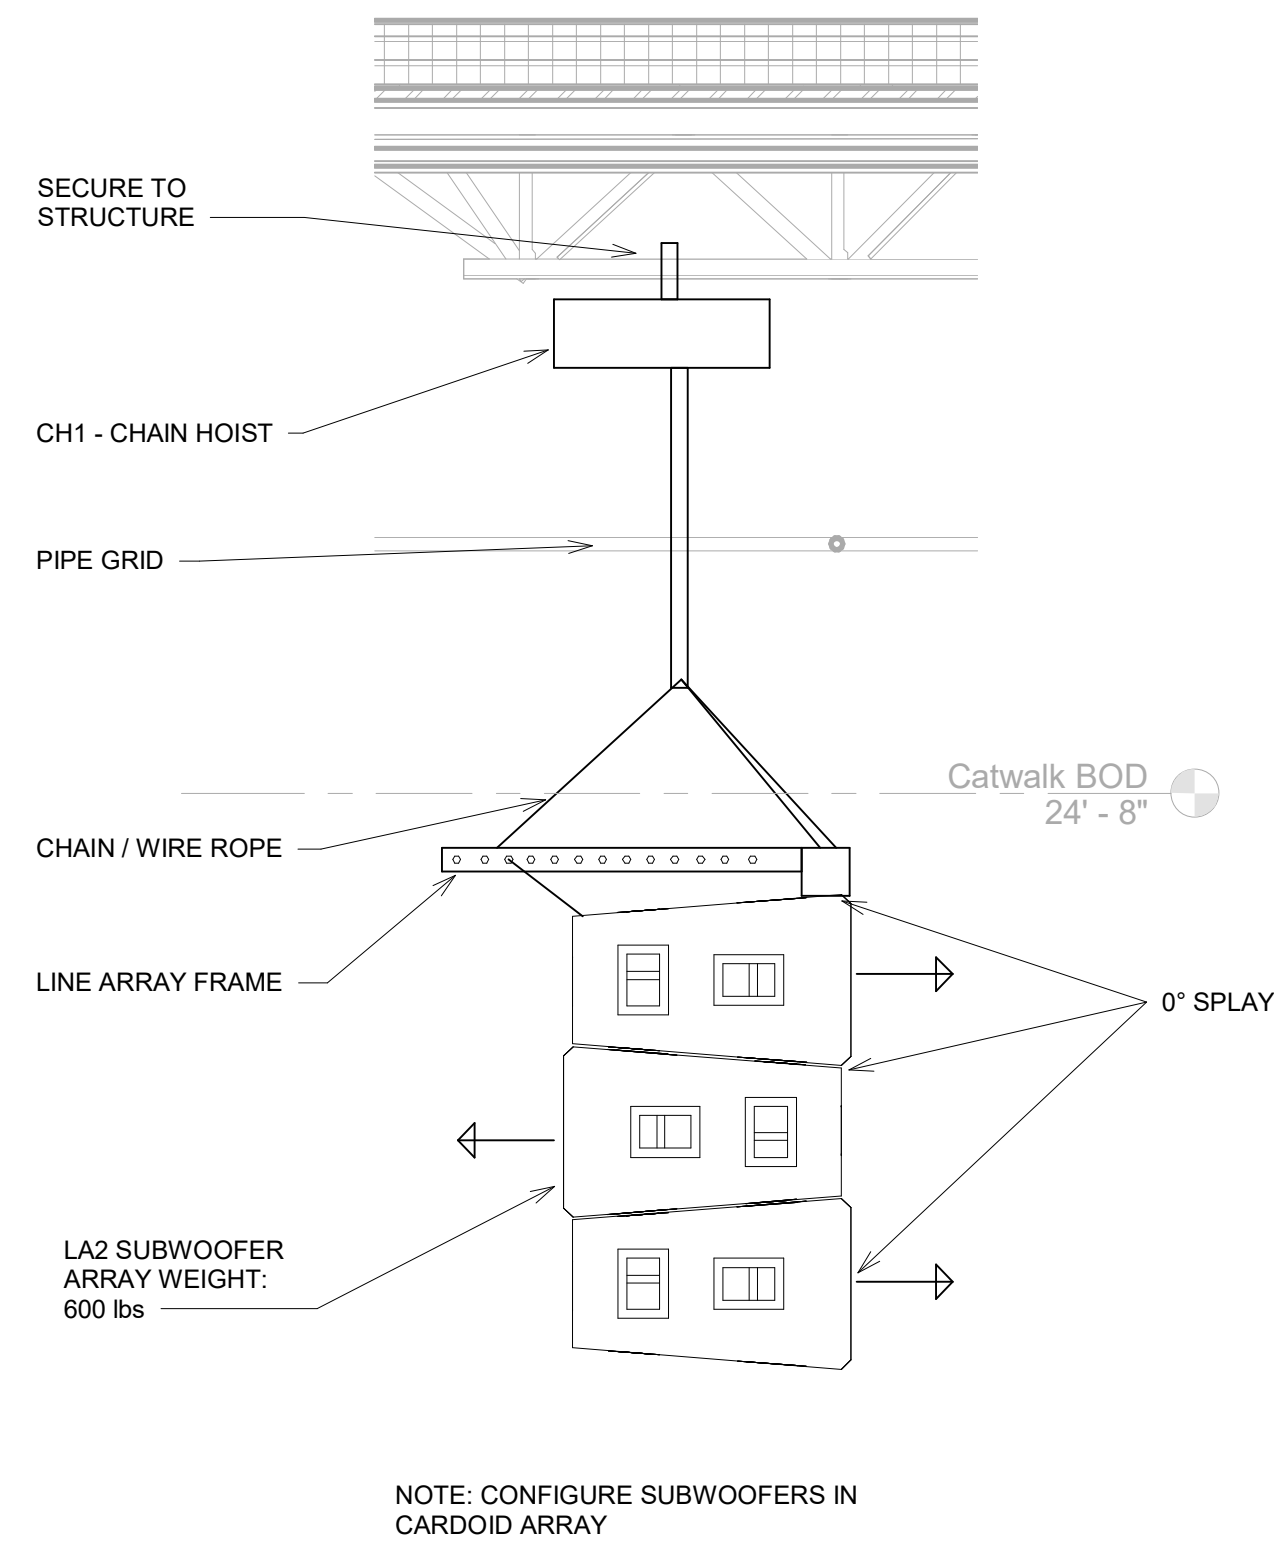 SECURE TO
STRUCTURE
CH1 - CHAIN HOIST
PIPE GRID
Catwalk BOD
24' - 8"
CHAIN / WIRE ROPE
LINE ARRAY FRAME
0° SPLAY
LA2 SUBWOOFER
ARRAY WEIGHT:
600 lbs
NOTE: CONFIGURE SUBWOOFERS IN
CARDOID ARRAY